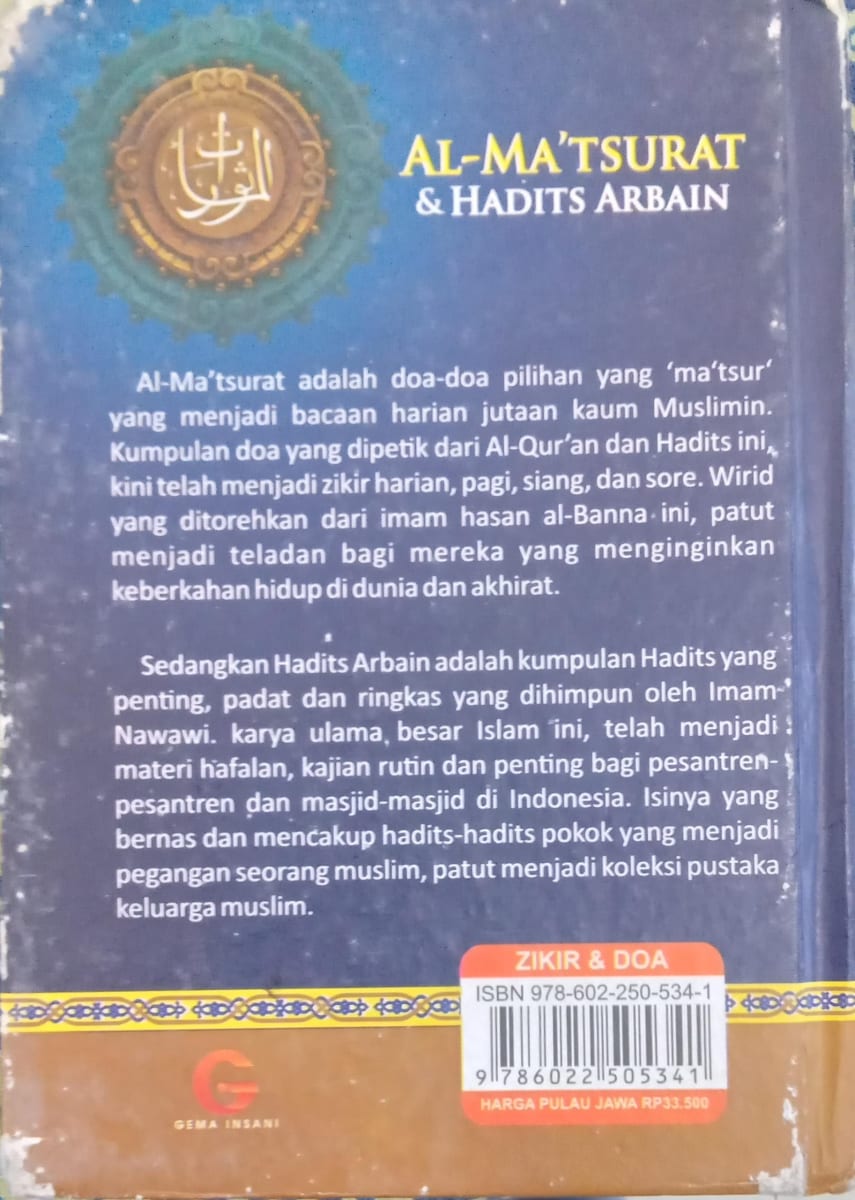 المأثورات
AL-MA'TSURAT
& HADITS ARBAIN
Al-Ma'tsurat adalah doa-doa pilihan yang 'ma'tsur'
yang menjadi bacaan harian jutaan kaum Muslimin.
Kumpulan doa yang dipetik dari Al-Qur'an dan Hadits ini,
kini telah menjadi zikir harian, pagi, siang, dan sore. Wirid
yang ditorehkan dari imam hasan al-Banna ini, patut
menjadi teladan bagi mereka yang menginginkan
keberkahan hidup di dunia dan akhirat.
Sedangkan Hadits Arbain adalah kumpulan Hadits yang
penting, padat dan ringkas yang dihimpun oleh Imam
Nawawi. karya ulama besar Islam ini, telah menjadi
materi hafalan, kajian rutin dan penting bagi pesantren-
pesantren dan masjid-masjid di Indonesia. Isinya yang
bernas dan mencakup hadits-hadits pokok yang menjadi
pegangan seorang muslim, patut menjadi koleksi pustaka
keluarga muslim.
ZIKIR & DOA
ISBN 978-602-250-534-1
9 786022 505341
HARGA PULAU JAWA RP33.500
GEMA INSANI